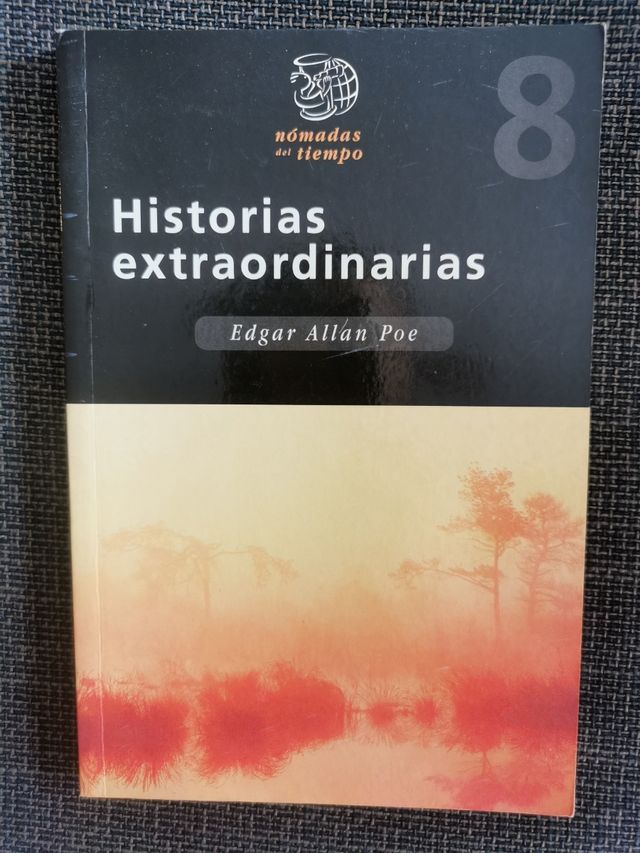 nómadas
del tiempo
8
Historias
extraordinarias
Edgar Allan Poe